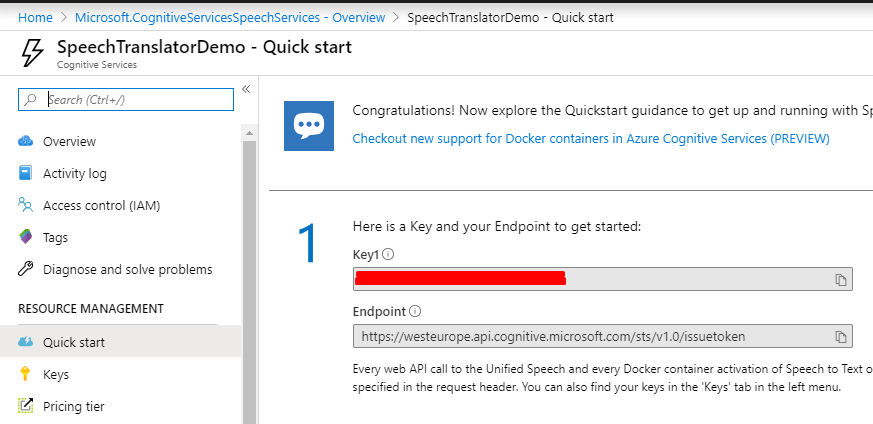 Home > Microsoft.CognitiveServicesSpeechServices - Overview > SpeechTranslatorDemo - Quick start
SpeechTranslatorDemo - Quick start
Cognitive Services
Search (Ctrl+/)
Overview
Activity log
Access control (IAM)
Tags
Diagnose and solve problems
RESOURCE MANAGEMENT
Quick start
Keys
Pricing tier
Congratulations! Now explore the Quickstart guidance to get up and running with Sp
Checkout new support for Docker containers in Azure Cognitive Services (PREVIEW)
1
Here is a Key and your Endpoint to get started:
Key1
Endpoint
https://westeurope.api.cognitive.microsoft.com/sts/v1.0/issuetoken
Every web API call to the Unified Speech and every Docker container activation of Speech to Text o
specified in the request header. You can also find your keys in the 'Keys' tab in the left menu.